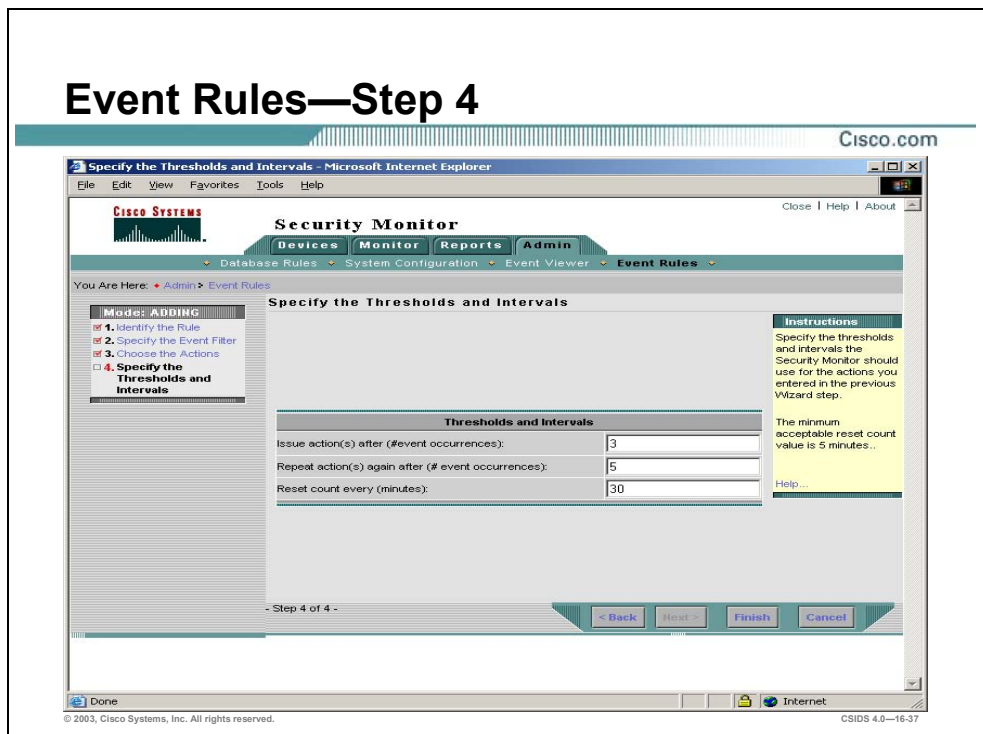 Event Rules—Step 4
Cisco.com
Specify the Thresholds and Intervals - Microsoft Internet Explorer
File Edit View Favorites Tools Help
Close | Help | About
CISCO SYSTEMS
Security Monitor
Devices Monitor Reports Admin
Database Rules System Configuration Event Viewer Event Rules
You Are Here: Admin > Event Rules
Specify the Thresholds and Intervals
Mode: ADDING
1. Identify the Rule
2. Specify the Event Filter
3. Choose the Actions
4. Specify the
Thresholds and
Intervals
Thresholds and Intervals
Issue action(s) after (#event occurrences): 3
Repeat action(s) again after (# event occurrences): 5
Reset count every (minutes): 30
Instructions
Specify the thresholds
and intervals the
Security Monitor should
use for the actions you
entered in the previous
Wizard step.
The minmum
acceptable reset count
value is 5 minutes..
Help...
- Step 4 of 4 -
< Back Next > Finish Cancel
Done
Internet
© 2003, Cisco Systems, Inc. All rights reserved.
CSIDS 4.0—16-37